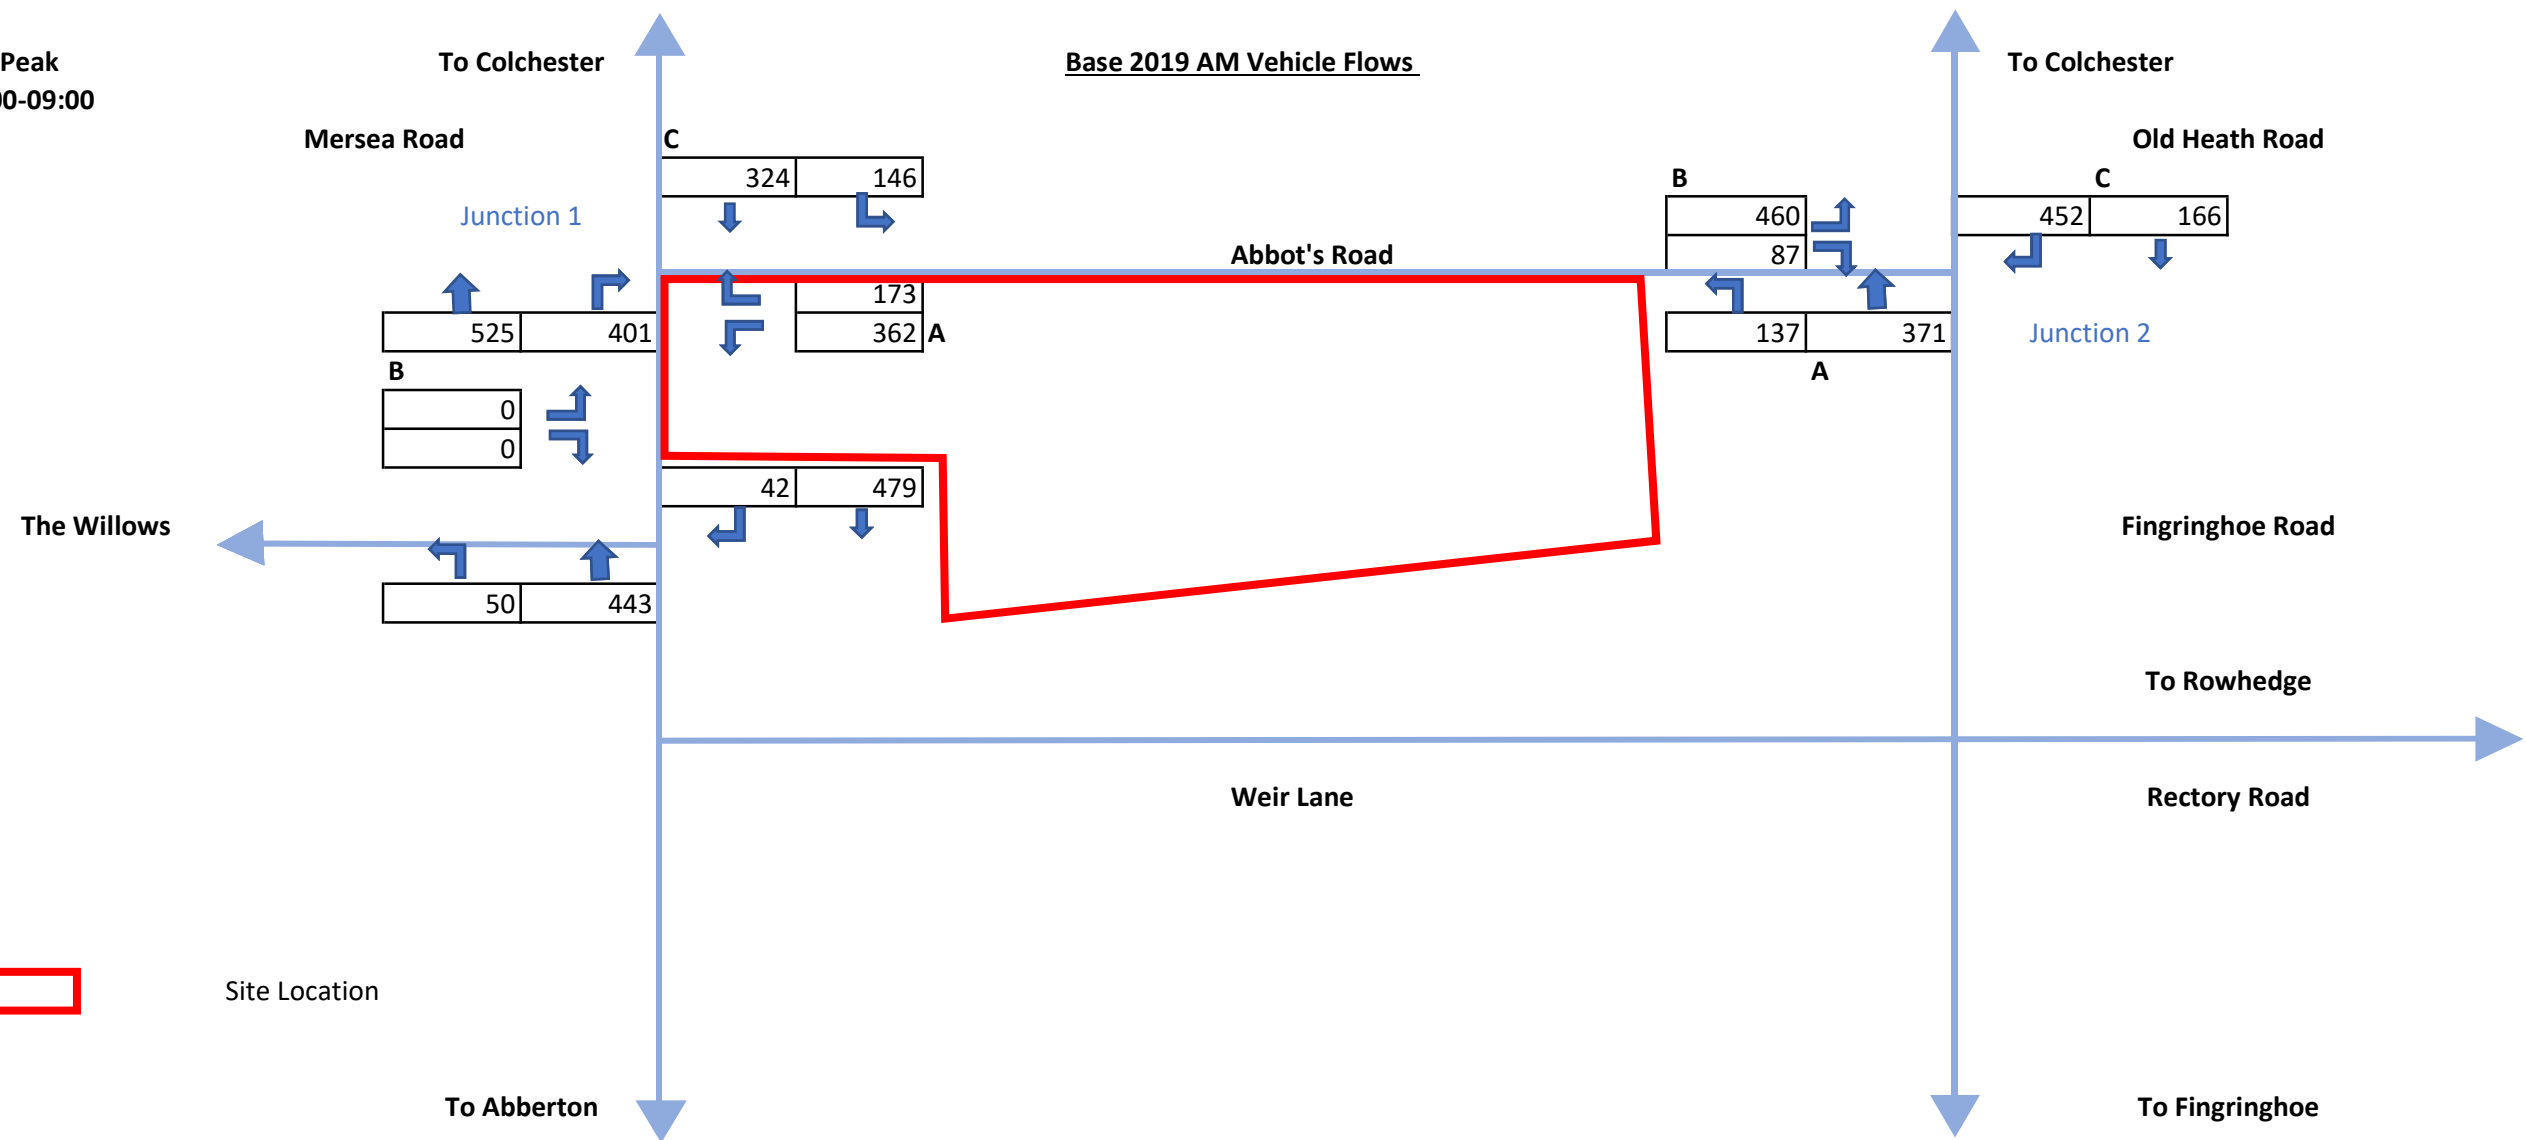 Peak
To Colchester
Base 2019 AM Vehicle Flows
To Colchester
00-09:00
Mersea Road
C
Old Heath Road
324 146
B
C
Junction 1
460
452 166
Abbot's Road
87
173
525 401
362 A
137 371
Junction 2
B
A
0
0
42 479
The Willows
Fingringhoe Road
50 443
To Rowhedge
Weir Lane
Rectory Road
Site Location
To Abberton
To Fingringhoe